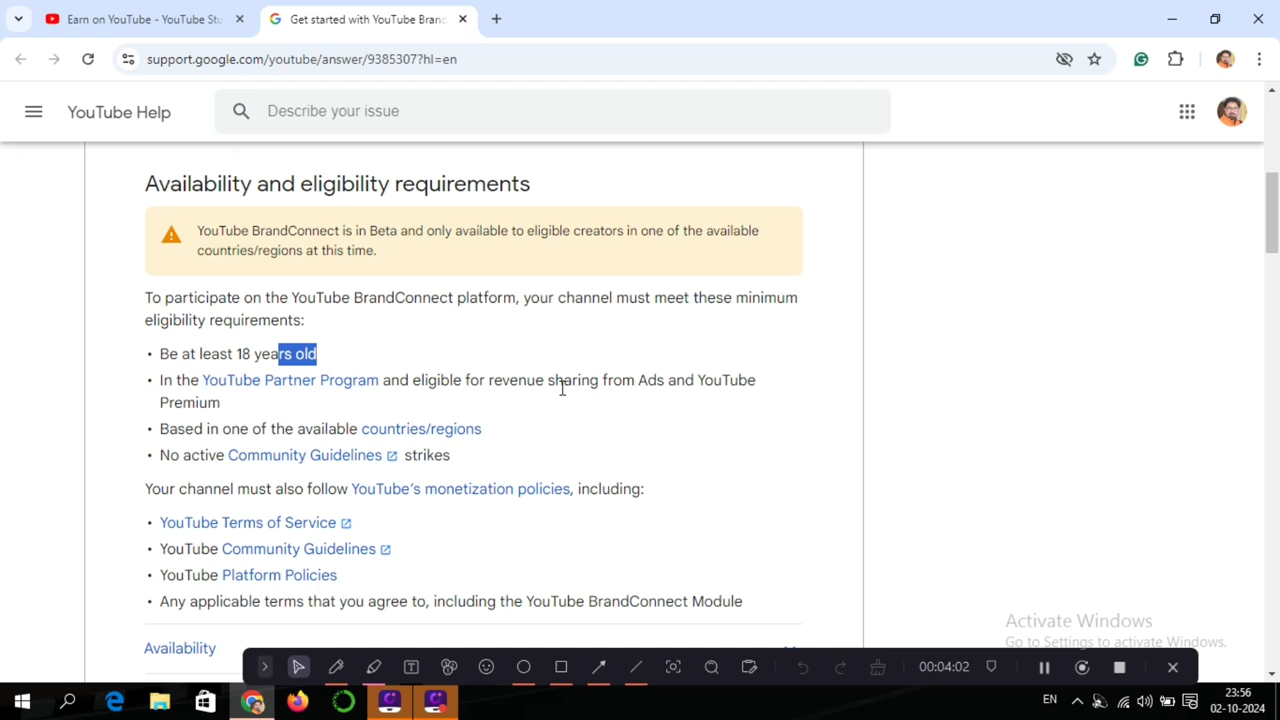 Earn on YouTube - YouTube Stu
Get started with YouTube Bran
support.google.com/youtube/answer/9385307?hl=en
YouTube Help
Describe your issue
Availability and eligibility requirements
YouTube BrandConnect is in Beta and only available to eligible creators in one of the available
countries/regions at this time.
To participate on the YouTube BrandConnect platform, your channel must meet these minimum
eligibility requirements:
• Be at least 18 years old
• In the YouTube Partner Program and eligible for revenue sharing from Ads and YouTube
Premium
• Based in one of the available countries/regions
• No active Community Guidelines strikes
Your channel must also follow YouTube's monetization policies, including:
• YouTube Terms of Service
• YouTube Community Guidelines
• YouTube Platform Policies
• Any applicable terms that you agree to, including the YouTube BrandConnect Module
Activate Windows
Go to Settings to activate Windows.
Availability
00:04:02
EN
23:56
02-10-2024